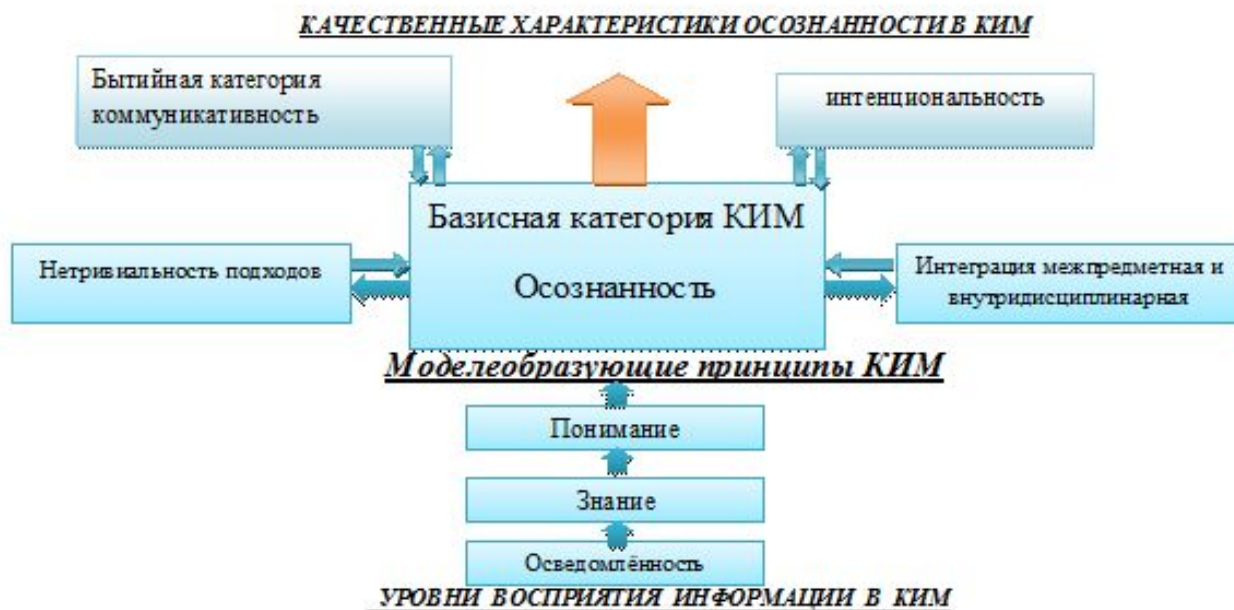 КАЧЕСТВЕННЫЕ ХАРАКТЕРИСТИКИ ОСОЗНАННОСТИ В КИМ
Бытийная категория
коммуникативность
интенциональность
Базисная категория КИМ
Осознанность
Нетривиальность подходов
Интеграция межпредметная и
внутридисциплинарная
Моделеобразующие принципы КИМ
Понимание
Знание
Осведомлённость
УРОВНИ ВОСПРИЯТИЯ ИНФОРМАЦИИ В КИМ